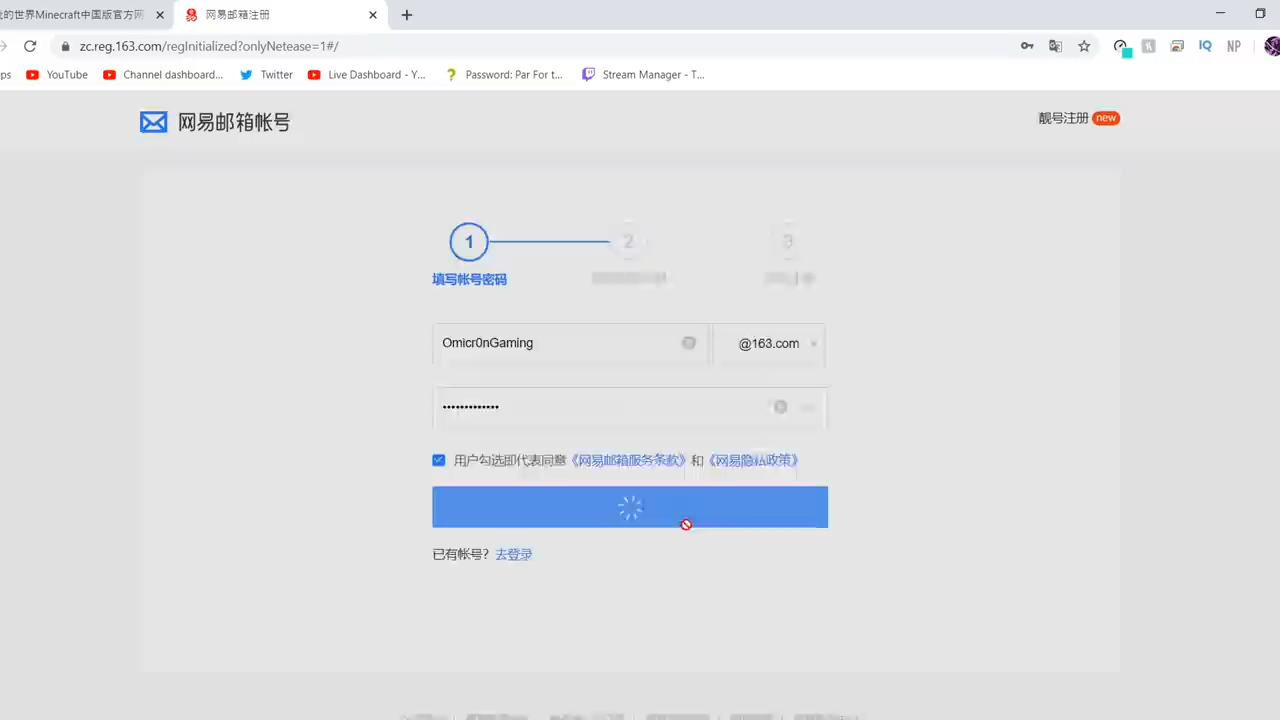 的世界Minecraft中国版官方网
网易邮箱注册
zc.reg.163.com/regInitialized?onlyNetease=1#/
IQ
NP
ps
YouTube
Channel dashboard...
Twitter
Live Dashboard - Y...
Password: Par For t...
Stream Manager - T...
网易邮箱帐号
靓号注册 new
1
2
3
填写帐号密码
Omicr0nGaming
@163.com
用户勾选即代表同意《网易邮箱服务条款》和《网易隐私政策》
已有帐号？去登录